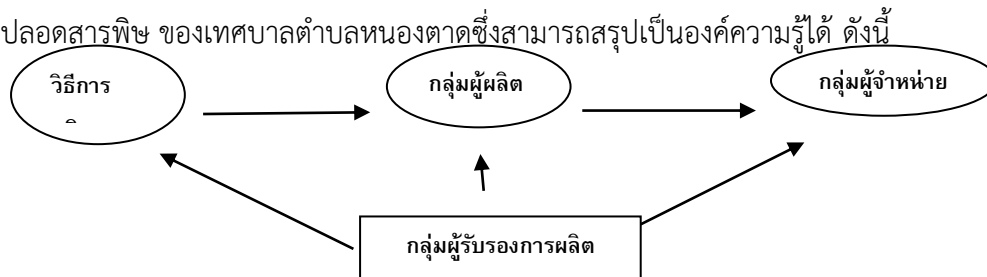 ปลอดสารพิษ ของเทศบาลตำบลหนองตาดซึ่งสามารถสรุปเป็นองค์ความรู้ได้ ดังนี้
วิธีการ
กลุ่มผู้ผลิต
กลุ่มผู้จำหน่าย
กลุ่มผู้รับรองการผลิต